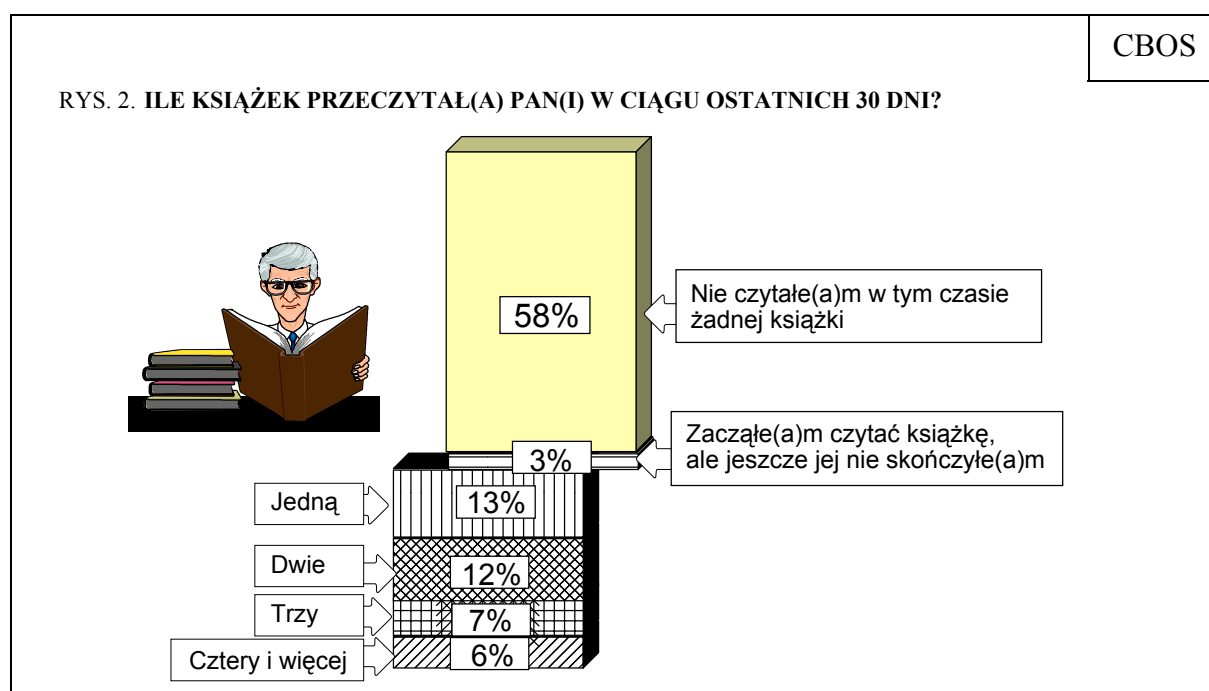 CBOS
RYS. 2. ILE KSIĄŻEK PRZECZYTAŁ(A) PAN(I) W CIĄGU OSTATNICH 30 DNI?
58%
Nie czytałe(a)m w tym czasie
żadnej książki
3%
Zacząłe(a)m czytać książkę,
ale jeszcze jej nie skończyłe(a)m
Jedną
13%
Dwie
12%
Trzy
7%
Cztery i więcej
6%